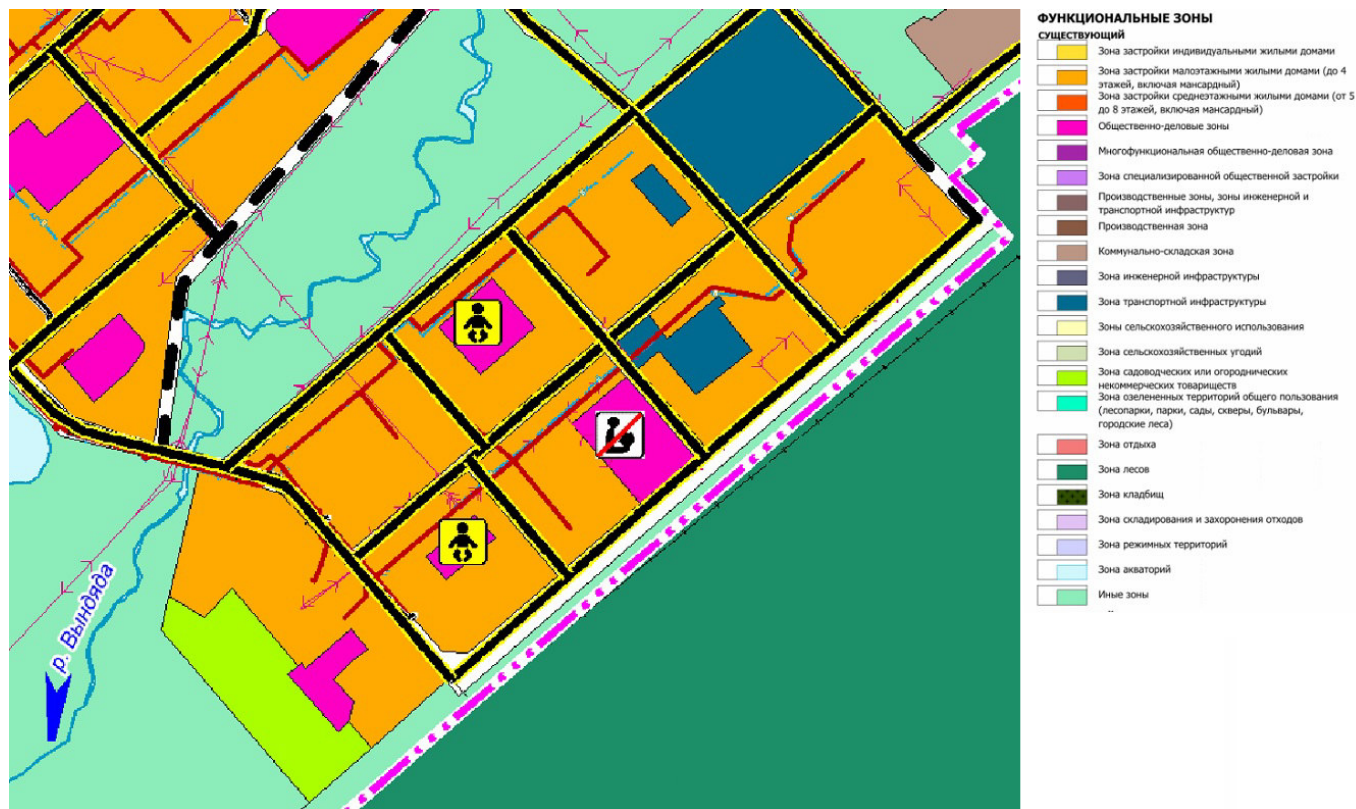 ФУНКЦИОНАЛЬНЫЕ ЗОНЫ
СУЩЕСТВУЮЩИЙ
Зона застройки индивидуальными жилыми домами
Зона застройки малоэтажными жилыми домами (до 4
этажей, включая мансардный)
Зона застройки среднеэтажными жилыми домами (от 5
до 8 этажей, включая мансардный)
Общественно-деловые зоны
Многофункциональная общественно-деловая зона
Зона специализированной общественной застройки
Производственные зоны, зоны инженерной и
транспортной инфраструктур
Производственная зона
Коммунально-складская зона
Зона инженерной инфраструктуры
Зона транспортной инфраструктуры
Зоны сельскохозяйственного использования
Зона сельскохозяйственных угодий
Зона садоводческих или огороднических
некоммерческих товариществ
Зона озелененных территорий общего пользования
(лесопарки, парки, сады, скверы, бульвары,
городские леса)
Зона отдыха
Зона лесов
Зона кладбищ
Зона складирования и захоронения отходов
Зона режимных территорий
Зона акваторий
Иные зоны
р. Вындяда